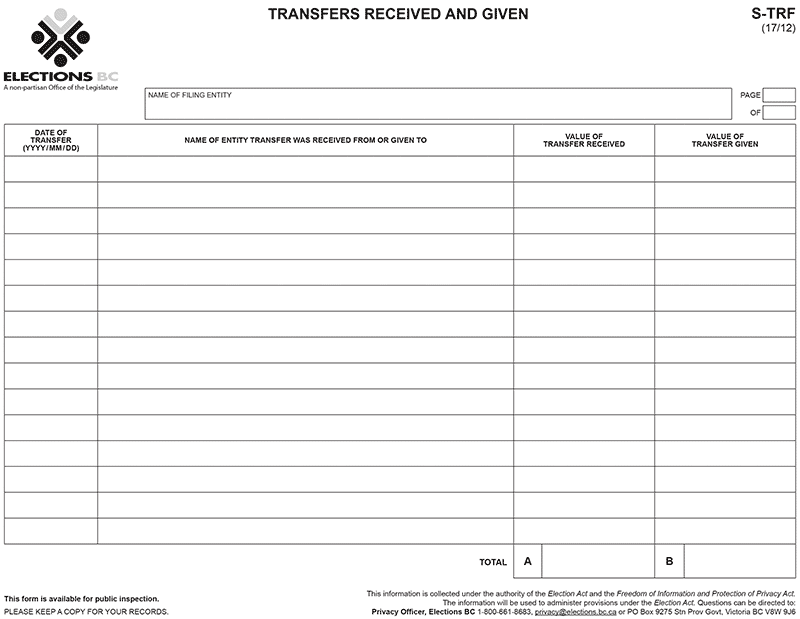 TRANSFERS RECEIVED AND GIVEN
S-TRF
(17/12)
ELECTIONS BC
A non-partisan Office of the Legislature
NAME OF FILING ENTITY
PAGE
OF
DATE OF
TRANSFER
(YYYY/MM/DD)
NAME OF ENTITY TRANSFER WAS RECEIVED FROM OR GIVEN TO
VALUE OF
TRANSFER RECEIVED
VALUE OF
TRANSFER GIVEN
TOTAL
A
B
This form is available for public inspection.
PLEASE KEEP A COPY FOR YOUR RECORDS.
This information is collected under the authority of the Election Act and the Freedom of Information and Protection of Privacy Act.
The information will be used to administer provisions under the Election Act. Questions can be directed to:
Privacy Officer, Elections BC 1-800-661-8683, privacy@elections.bc.ca or PO Box 9275 Stn Prov Govt, Victoria BC V8W 9J6